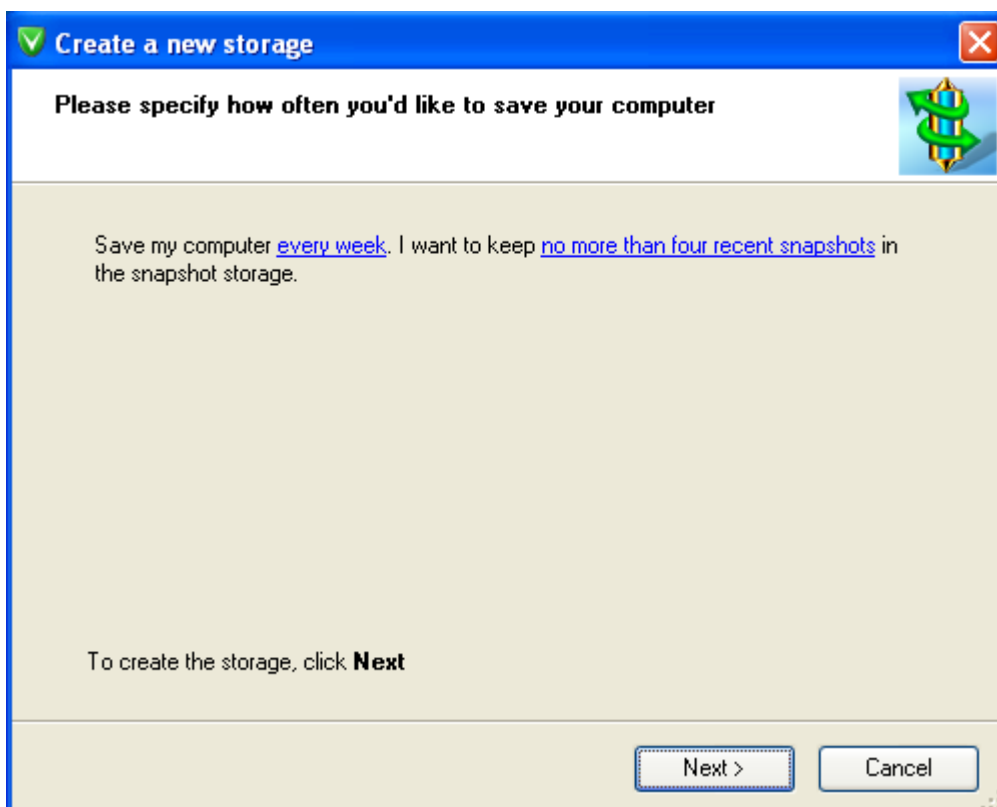 Create a new storage
Please specify how often you'd like to save your computer
Save my computer every week. I want to keep no more than four recent snapshots in
the snapshot storage.
To create the storage, click Next
Next >
Cancel